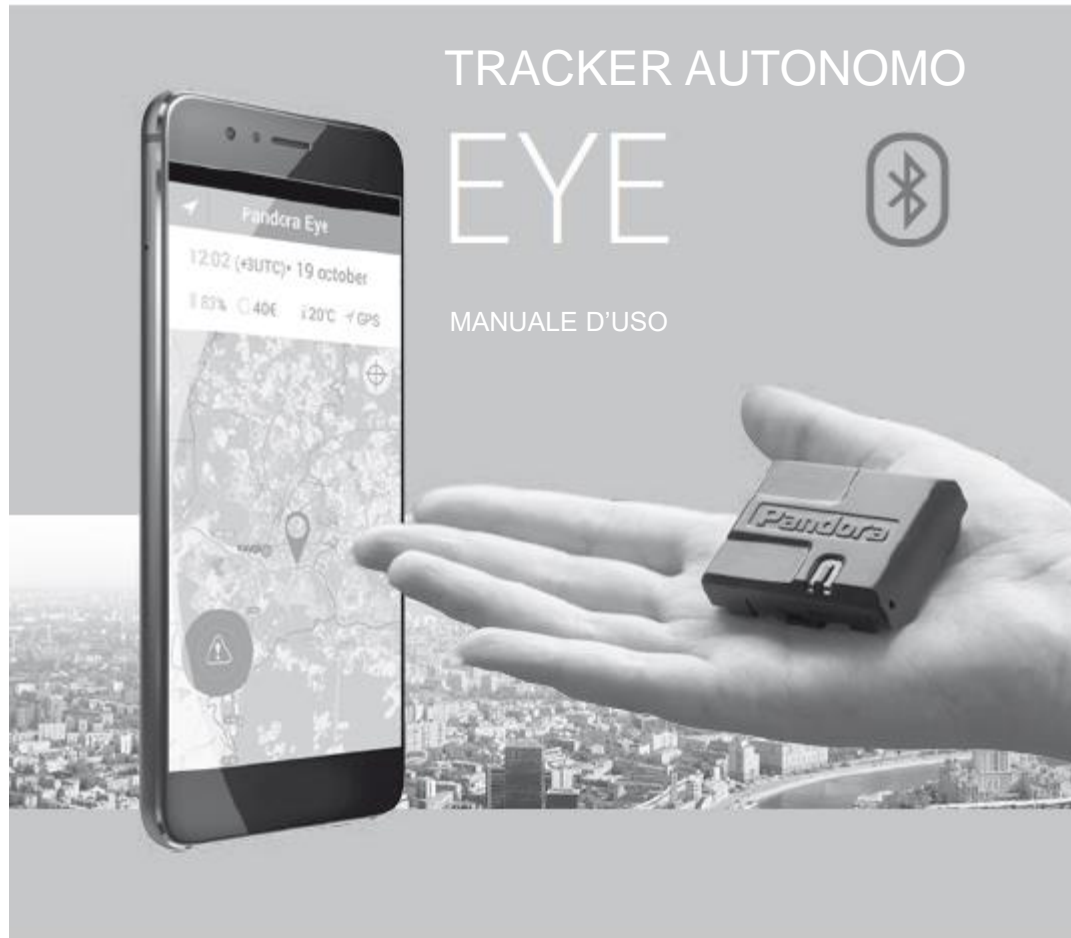 TRACKER AUTONOMO
EYE
MANUALE D'USO
Pandora Eye
12:02 (+3UTC)• 19 october
83% 40€ 20°C GPS
Pandora